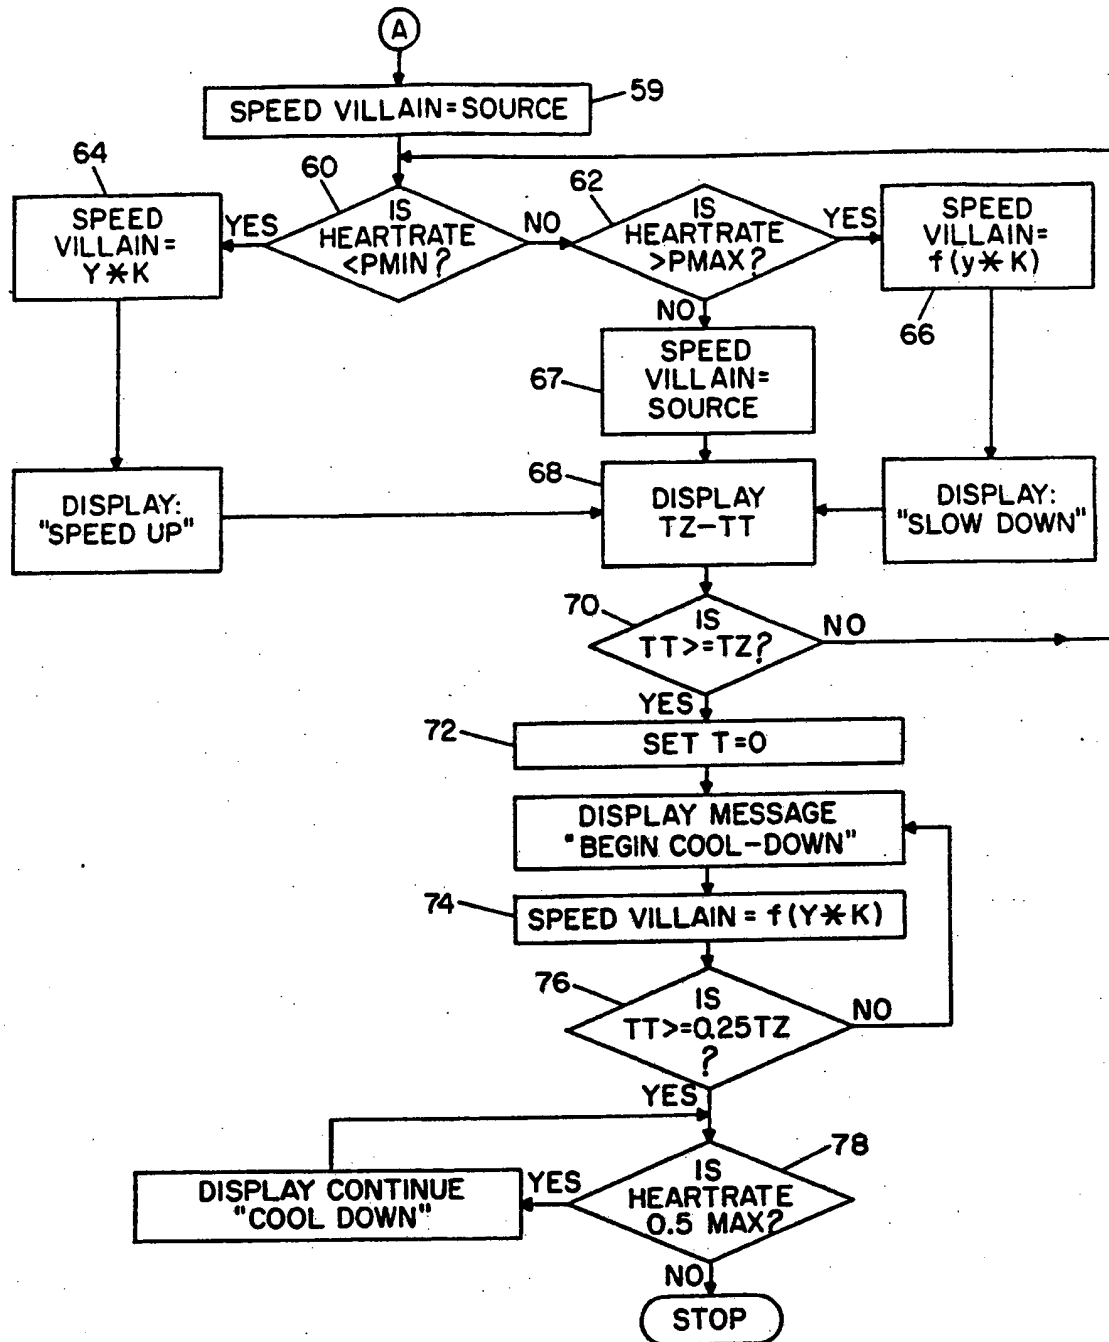 A
SPEED VILLAIN=SOURCE
59
64
60
62
SPEED
VILLAIN=
Y*K
YES
IS
HEARTRATE
<PMIN?
NO
IS
HEARTRATE
>PMAX?
YES
SPEED
VILLAIN=
f(y*K)
66
NO
67
SPEED
VILLAIN=
SOURCE
68
DISPLAY:
"SPEED UP"
DISPLAY
TZ-TT
DISPLAY:
"SLOW DOWN"
70
IS
TT>=TZ?
NO
YES
72
SET T=0
DISPLAY MESSAGE
"BEGIN COOL-DOWN"
74
SPEED VILLAIN=f(Y*K)
76
IS
TT>=0.25TZ
?
NO
YES
78
DISPLAY CONTINUE
"COOL DOWN"
YES
IS
HEARTRATE
0.5 MAX?
NO
STOP